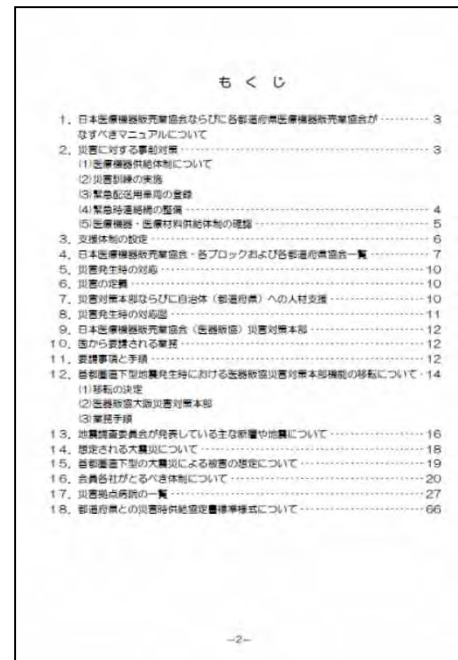 もくじ
1．日本医療機器販売業協会ならびに各都道府県医療機器販売業協会が ………… 3
なすべきマニュアルについて
2．災害に対する事前対策 ………… 3
(1)医療機器供給体制について
(2)災害訓練の実施
(3)緊急配送用車両の登録
(4)緊急時連絡網の整備 ………… 4
(5)医療機器・医療材料供給体制の確認 ………… 5
3．支援体制の設定 ………… 6
4．日本医療機器販売業協会・各ブロックおよび各都道府県協会一覧 ………… 7
5．災害発生時の対応 ………… 10
6．災害の定義 ………… 10
7．災害対策本部ならびに自治体（都道府県）への人材支援 ………… 10
8．災害発生時の対応図 ………… 11
9．日本医療機器販売業協会（医器販協）災害対策本部 ………… 12
10．国から要請される業務 ………… 12
11．要請事項と手順 ………… 12
12．首都圏直下型地震発生時における医器販協災害対策本部機能の移転について・14
(1)移転の決定
(2)医器販協大阪災害対策本部
(3)業務手順
13．地震調査委員会が発表している主な断層や地震について ………… 16
14．想定される大震災について ………… 18
15．首都圏直下型の大震災による被害の想定について ………… 19
16．会員各社がとるべき体制について ………… 20
17．災害拠点病院の一覧 ………… 27
18．都道府県との災害時供給協定書標準様式について ………… 66
－2－